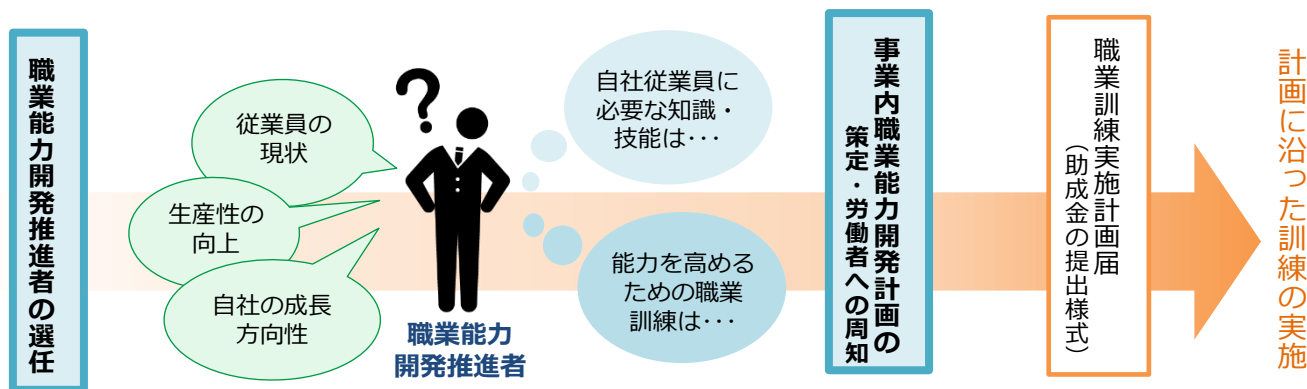 職業能力開発推進者の選任
従業員の
現状
生産性の
向上
自社の成長
方向性
?
職業能力
開発推進者
自社従業員に
必要な知識・
技能は・・・
能力を高める
ための職業
訓練は・・・
事業内職業能力開発計画の
策定・労働者への周知
職業訓練実施計画届
(助成金の提出様式)
計画に沿った訓練の実施